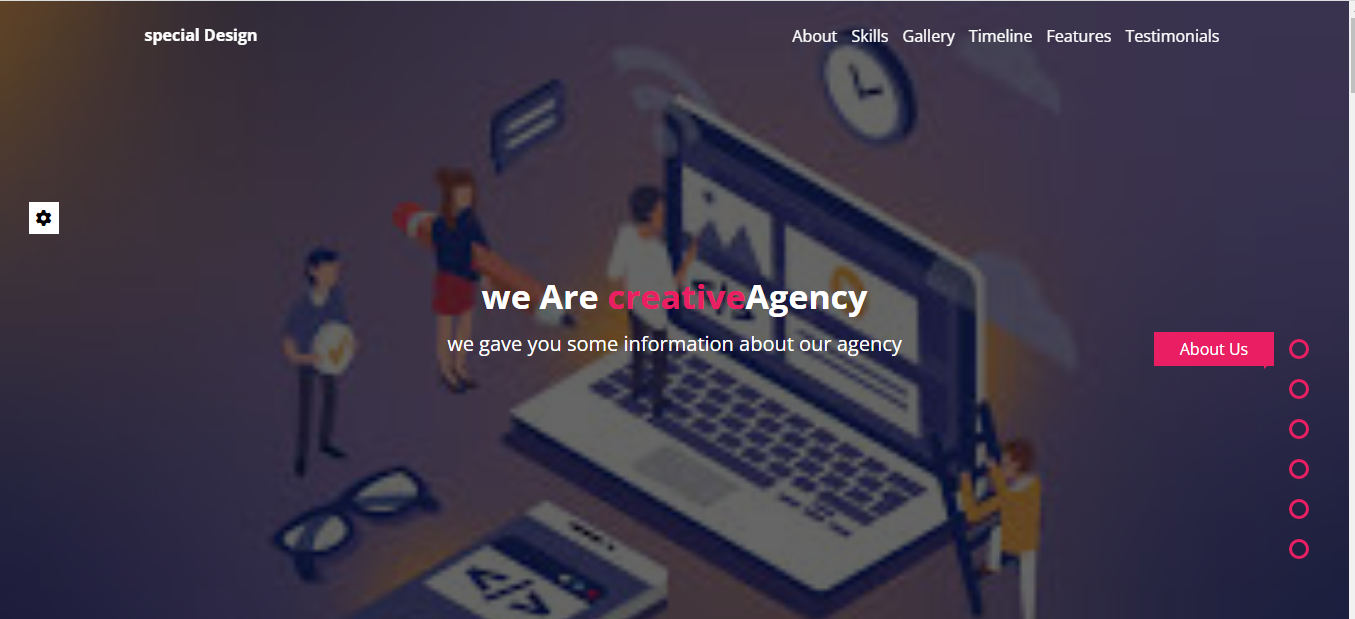 special Design
About Skills Gallery Timeline Features Testimonials
we Are creativeAgency
we gave you some information about our agency
About Us
</>